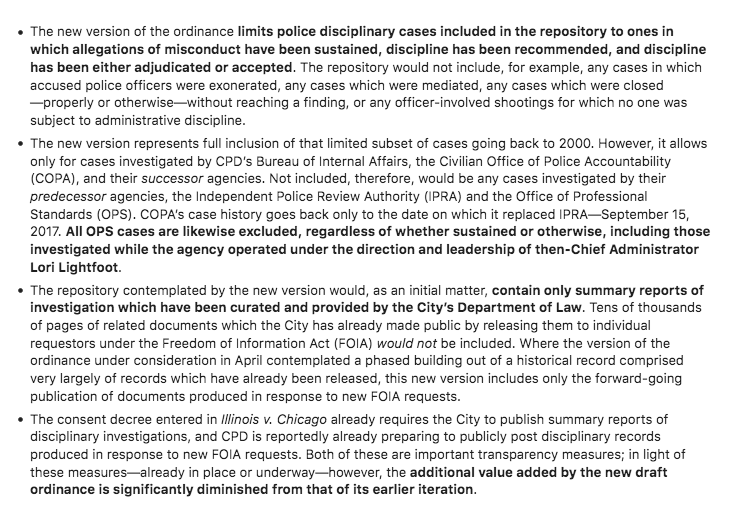 • The new version of the ordinance limits police disciplinary cases included in the repository to ones in
which allegations of misconduct have been sustained, discipline has been recommended, and discipline
has been either adjudicated or accepted. The repository would not include, for example, any cases in which
accused police officers were exonerated, any cases which were mediated, any cases which were closed
—properly or otherwise—without reaching a finding, or any officer-involved shootings for which no one was
subject to administrative discipline.
• The new version represents full inclusion of that limited subset of cases going back to 2000. However, it allows
only for cases investigated by CPD's Bureau of Internal Affairs, the Civilian Office of Police Accountability
(COPA), and their successor agencies. Not included, therefore, would be any cases investigated by their
predecessor agencies, the Independent Police Review Authority (IPRA) and the Office of Professional
Standards (OPS). COPA's case history goes back only to the date on which it replaced IPRA—September 15,
2017. All OPS cases are likewise excluded, regardless of whether sustained or otherwise, including those
investigated while the agency operated under the direction and leadership of then-Chief Administrator
Lori Lightfoot.
• The repository contemplated by the new version would, as an initial matter, contain only summary reports of
investigation which have been curated and provided by the City's Department of Law. Tens of thousands
of pages of related documents which the City has already made public by releasing them to individual
requestors under the Freedom of Information Act (FOIA) would not be included. Where the version of the
ordinance under consideration in April contemplated a phased building out of a historical record comprised
very largely of records which have already been released, this new version includes only the forward-going
publication of documents produced in response to new FOIA requests.
• The consent decree entered in Illinois v. Chicago already requires the City to publish summary reports of
disciplinary investigations, and CPD is reportedly already preparing to publicly post disciplinary records
produced in response to new FOIA requests. Both of these are important transparency measures; in light of
these measures—already in place or underway—however, the additional value added by the new draft
ordinance is significantly diminished from that of its earlier iteration.